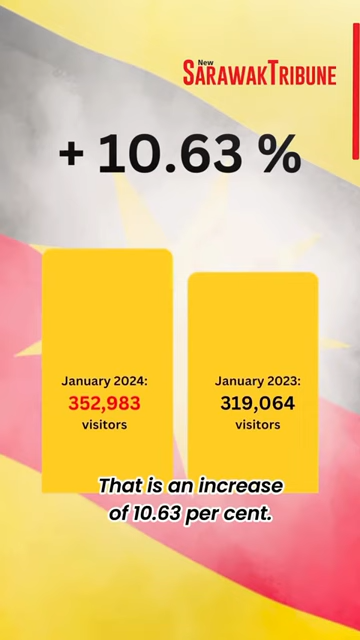 New
SARAWAKTRIBUNE
+ 10.63 %
January 2024:
352,983
visitors
January 2023:
319,064
visitors
That is an increase
of 10.63 per cent.